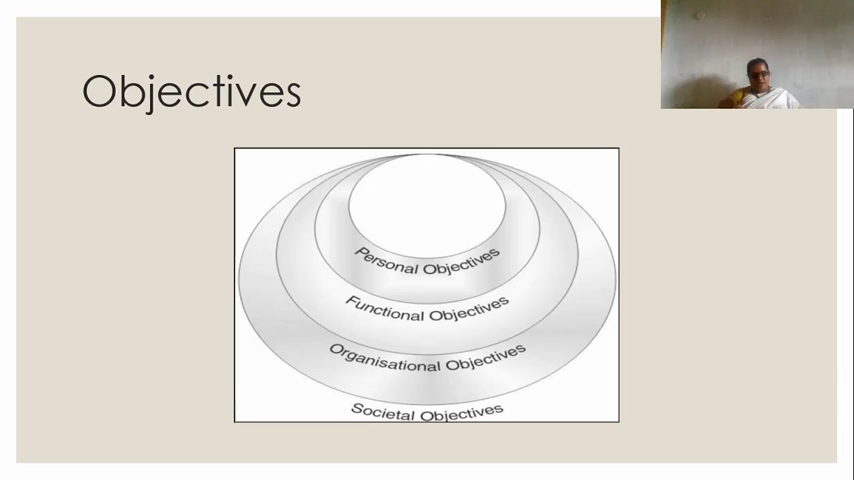 Objectives
Personal Objectives
Functional Objectives
Organisational Objectives
Societal Objectives